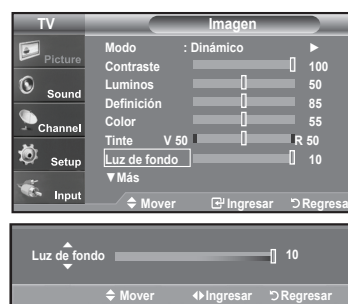 TV Imagen
Picture
Sound
Channel
Setup
Input
Modo : Dinámico ►
Contraste 100
Luminos 50
Definición 85
Color 55
Tinte V 50 R 50
Luz de fondo 10
▼Más
Mover Ingresar Regresa
Luz de fondo 10
Mover Ingresar Regresar